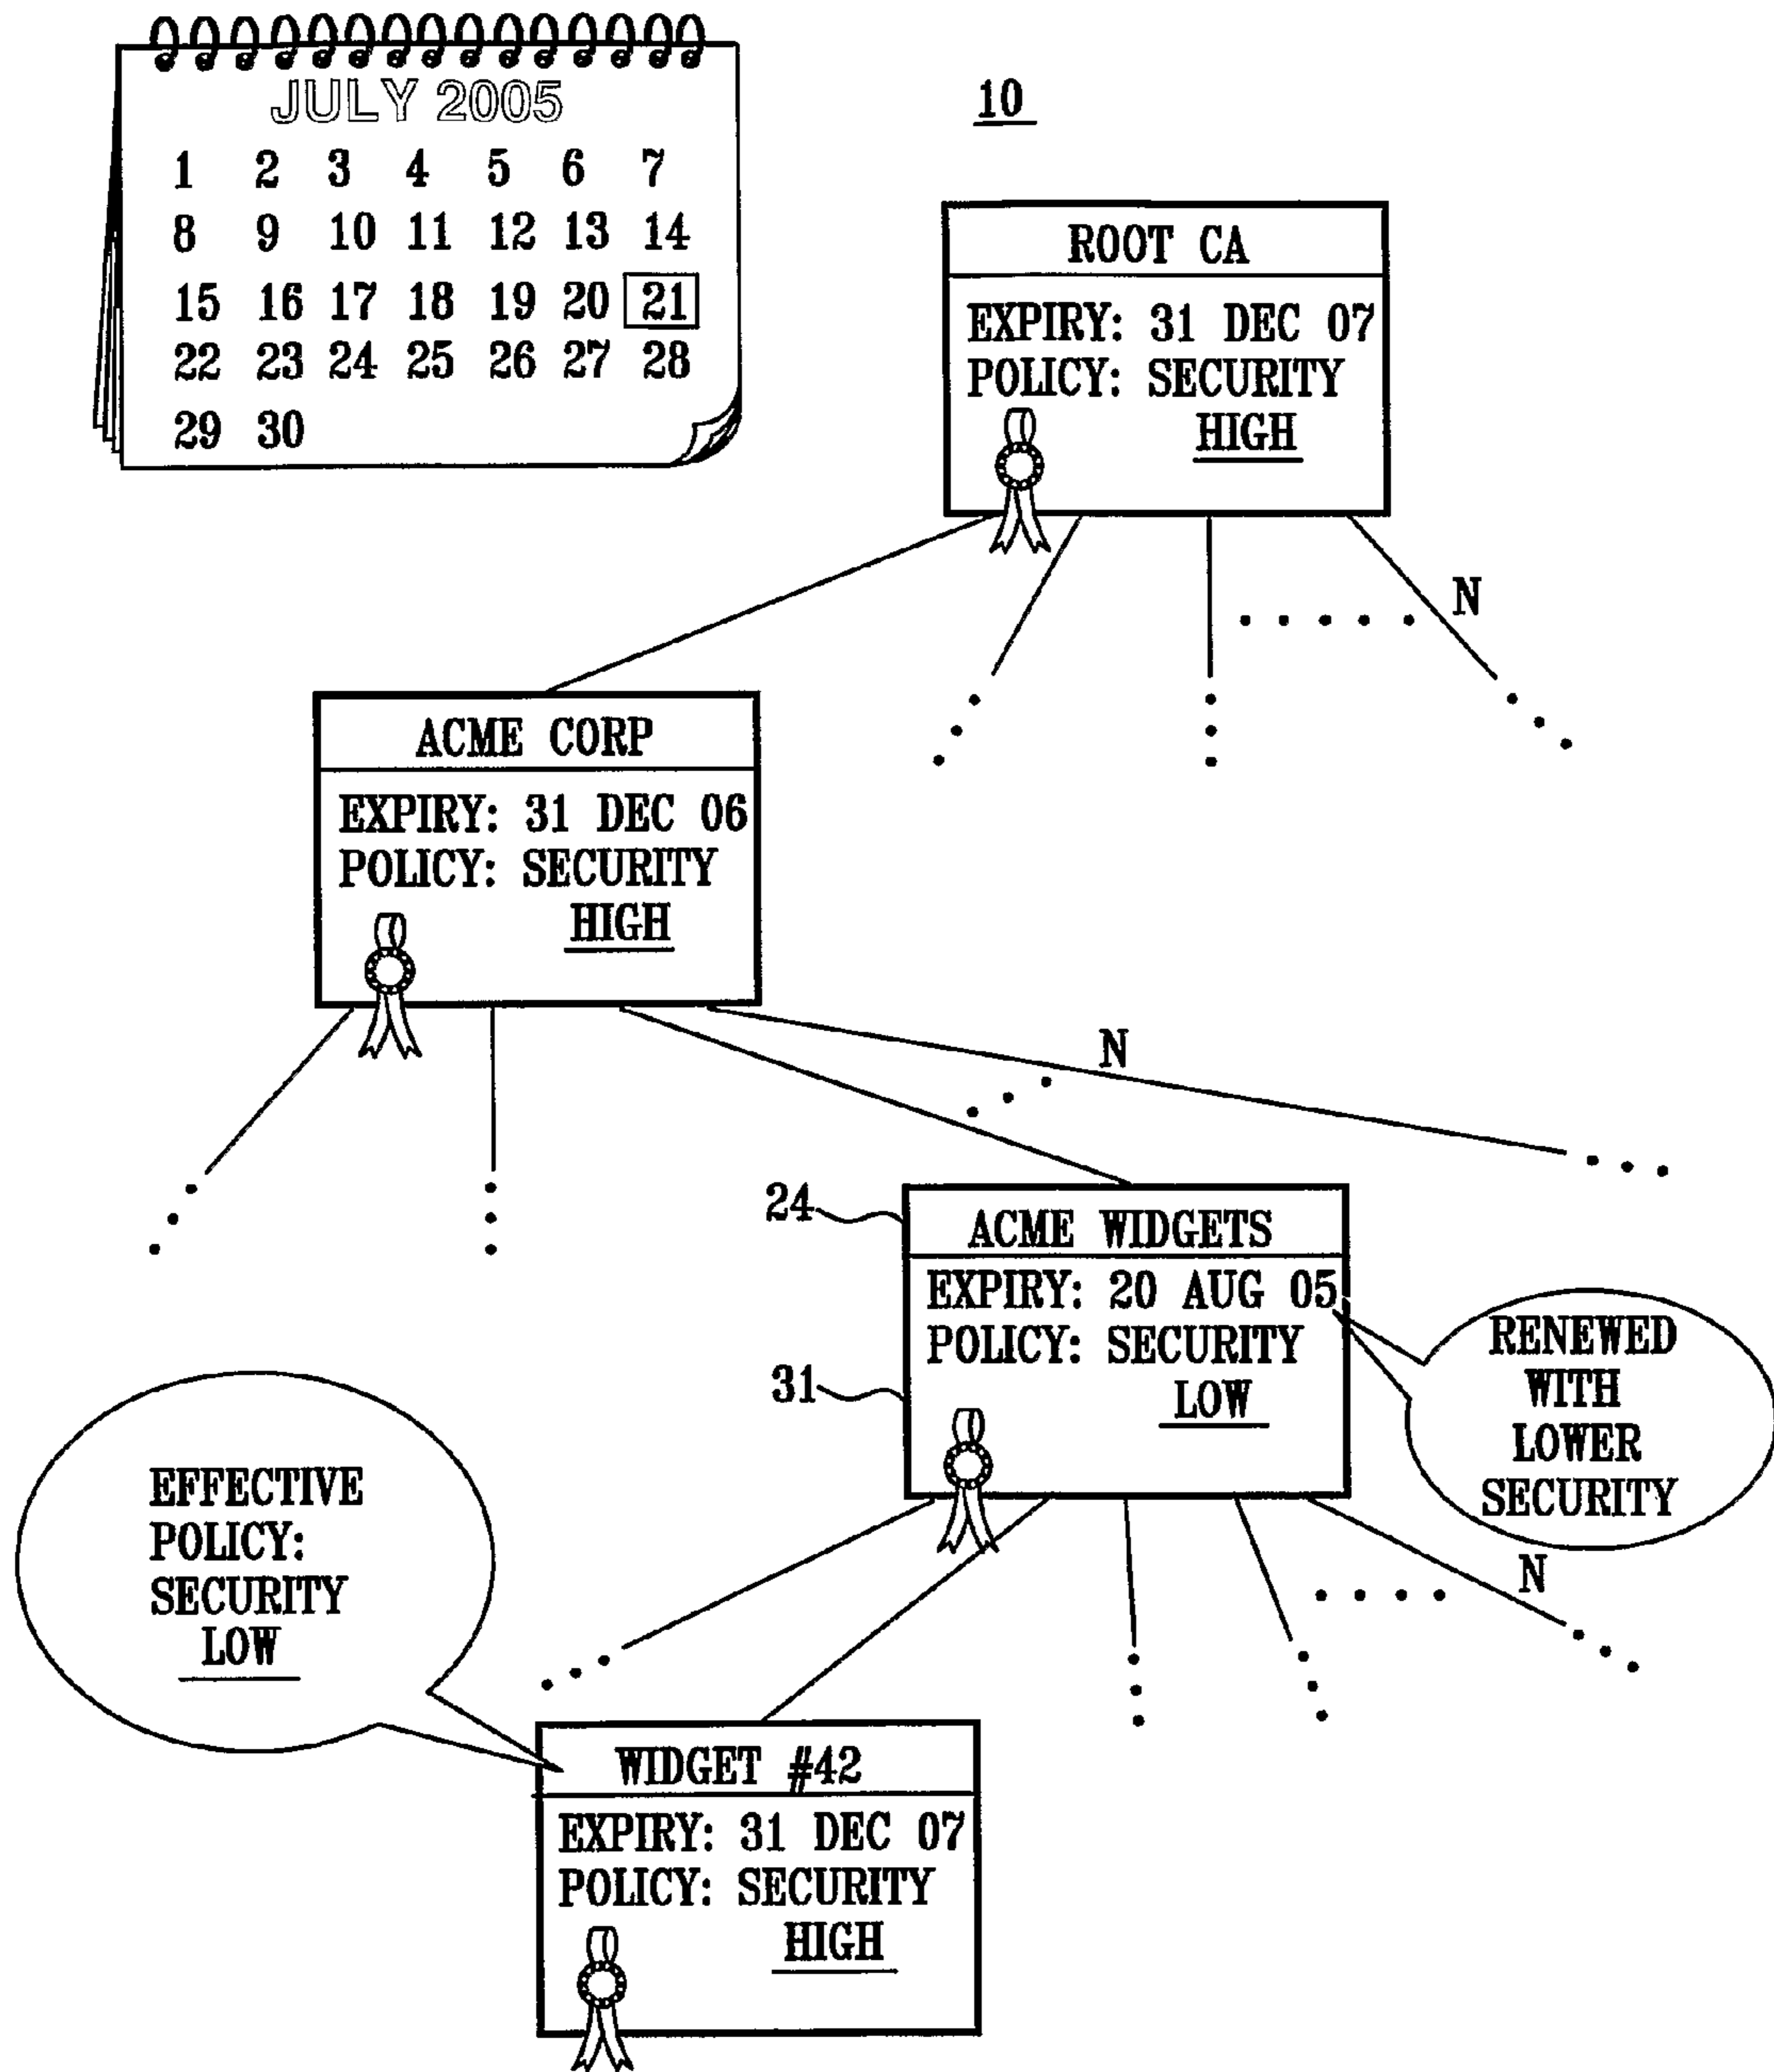 JULY 2005
1 2 3 4 5 6 7
8 9 10 11 12 13 14
15 16 17 18 19 20 21
22 23 24 25 26 27 28
29 30
10
ROOT CA
EXPIRY: 31 DEC 07
POLICY: SECURITY
HIGH
N
ACME CORP
EXPIRY: 31 DEC 06
POLICY: SECURITY
HIGH
N
24
ACME WIDGETS
EXPIRY: 20 AUG 05
POLICY: SECURITY
LOW
31
RENEWED
WITH
LOWER
SECURITY
N
EFFECTIVE
POLICY:
SECURITY
LOW
WIDGET #42
EXPIRY: 31 DEC 07
POLICY: SECURITY
HIGH